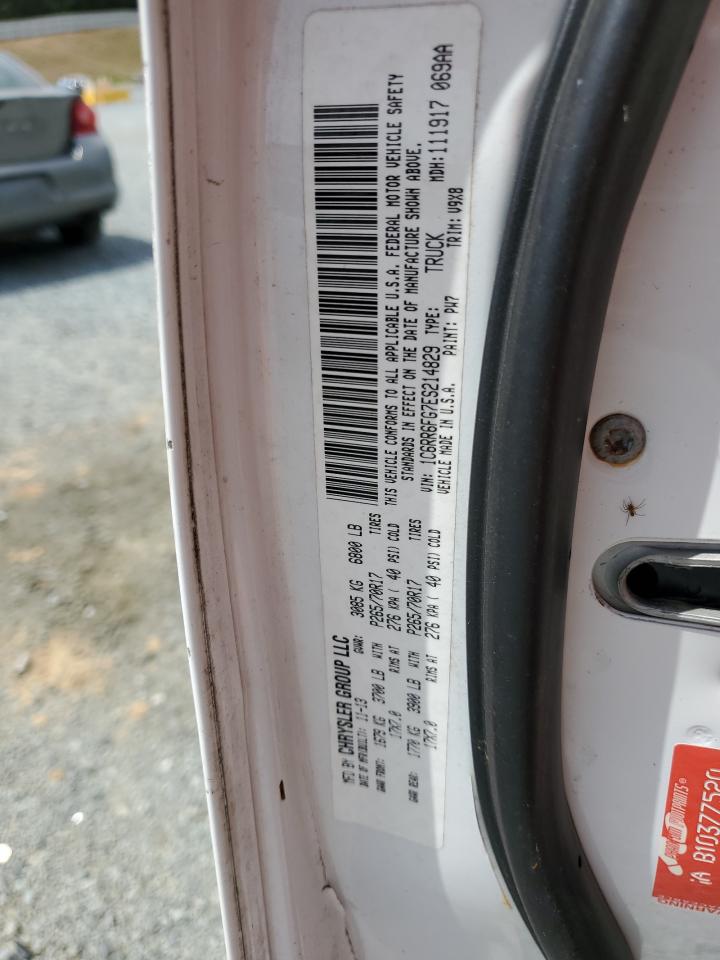 MFD BY CHRYSLER GROUP LLC
DATE OF MFR/BUILT: 11-13 GVWR: 3085 KG 6800 LB
GAWR FRONT: 1679 KG 3700 LB WITH P265/70R17 TIRES
17X7.0 RIMS AT 276 KPA ( 40 PSI) COLD
GAWR REAR: 1770 KG 3900 LB WITH P265/70R17 TIRES
17X7.0 RIMS AT 276 KPA ( 40 PSI) COLD
THIS VEHICLE CONFORMS TO ALL APPLICABLE U.S.A. FEDERAL MOTOR VEHICLE SAFETY
STANDARDS IN EFFECT ON THE DATE OF MANUFACTURE SHOWN ABOVE.
VIN: 1C6RR6FG7ES214829 TYPE: TRUCK MDH: 111917 069AA
VEHICLE MADE IN U.S.A. PAINT: PW7 TRIM: V9X8
B10377520